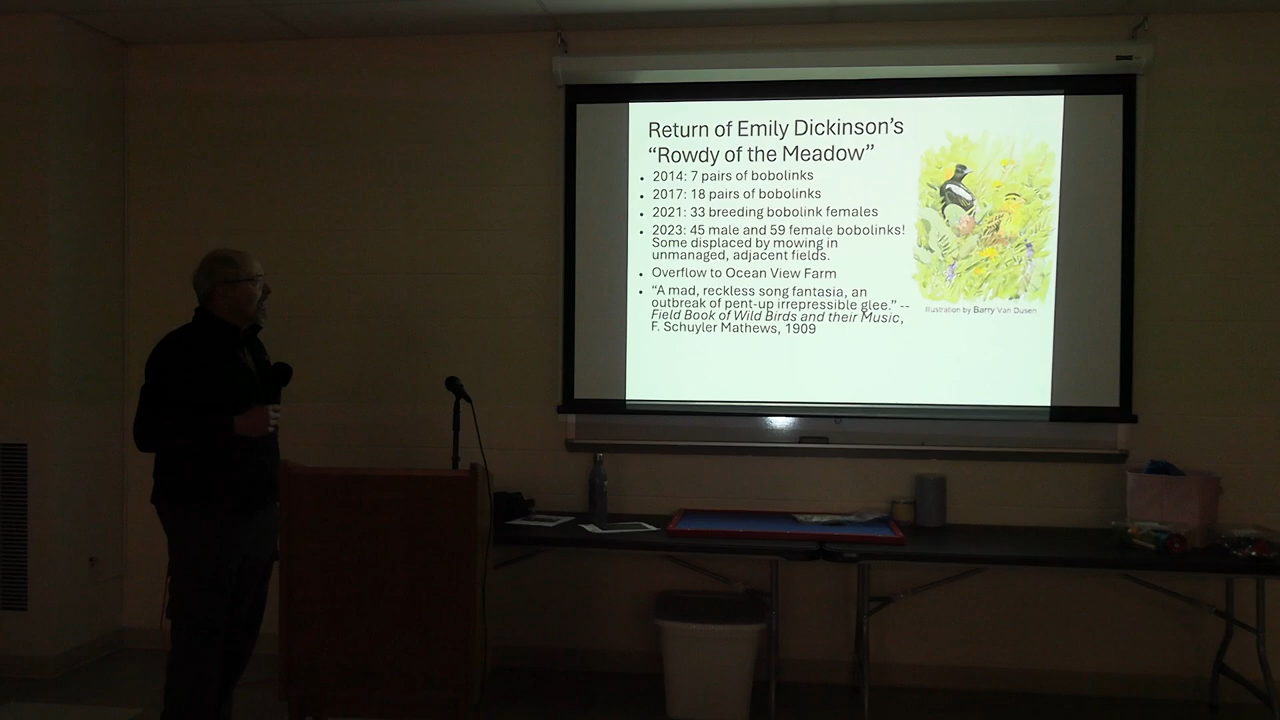 Return of Emily Dickinson's
"Rowdy of the Meadow"
• 2014: 7 pairs of bobolinks
• 2017: 18 pairs of bobolinks
• 2021: 33 breeding bobolink females
• 2023: 45 male and 59 female bobolinks!
Some displaced by mowing in
unmanaged, adjacent fields.
• Overflow to Ocean View Farm
• "A mad, reckless song fantasia, an
outbreak of pent-up irrepressible glee." --
Field Book of Wild Birds and their Music,
F. Schuyler Mathews, 1909
Illustration by Barry Van Dusen